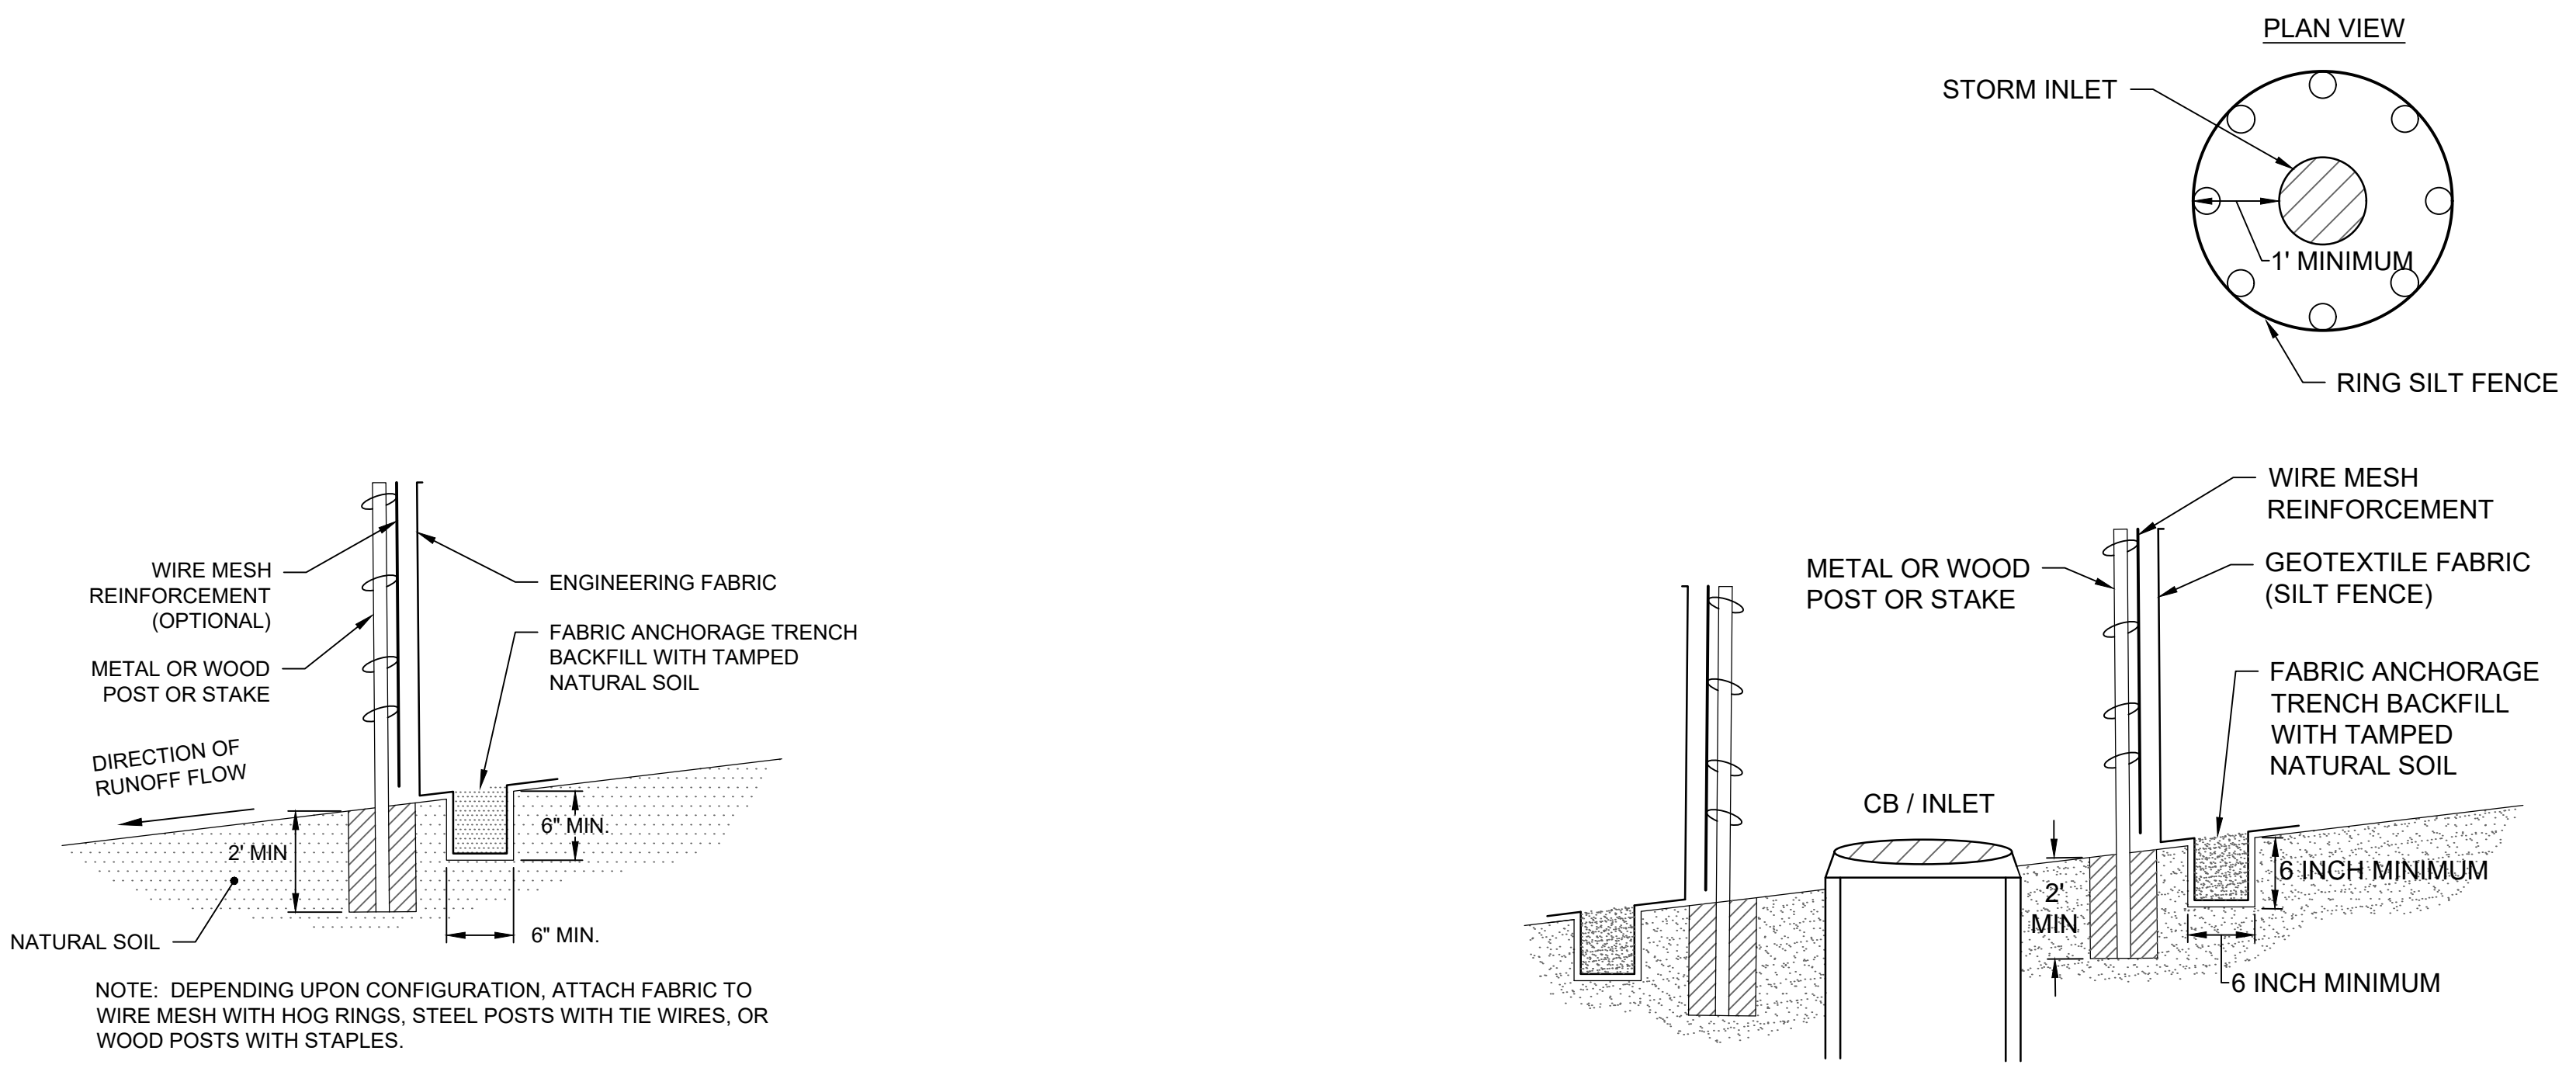 PLAN VIEW
STORM INLET
1' MINIMUM
RING SILT FENCE
WIRE MESH
REINFORCEMENT
(OPTIONAL)
METAL OR WOOD
POST OR STAKE
DIRECTION OF
RUNOFF FLOW
2' MIN
NATURAL SOIL
ENGINEERING FABRIC
FABRIC ANCHORAGE TRENCH
BACKFILL WITH TAMPED
NATURAL SOIL
6" MIN.
6" MIN.
NOTE: DEPENDING UPON CONFIGURATION, ATTACH FABRIC TO
WIRE MESH WITH HOG RINGS, STEEL POSTS WITH TIE WIRES, OR
WOOD POSTS WITH STAPLES.
METAL OR WOOD
POST OR STAKE
CB / INLET
2'
MIN
WIRE MESH
REINFORCEMENT
GEOTEXTILE FABRIC
(SILT FENCE)
FABRIC ANCHORAGE
TRENCH BACKFILL
WITH TAMPED
NATURAL SOIL
6 INCH MINIMUM
6 INCH MINIMUM